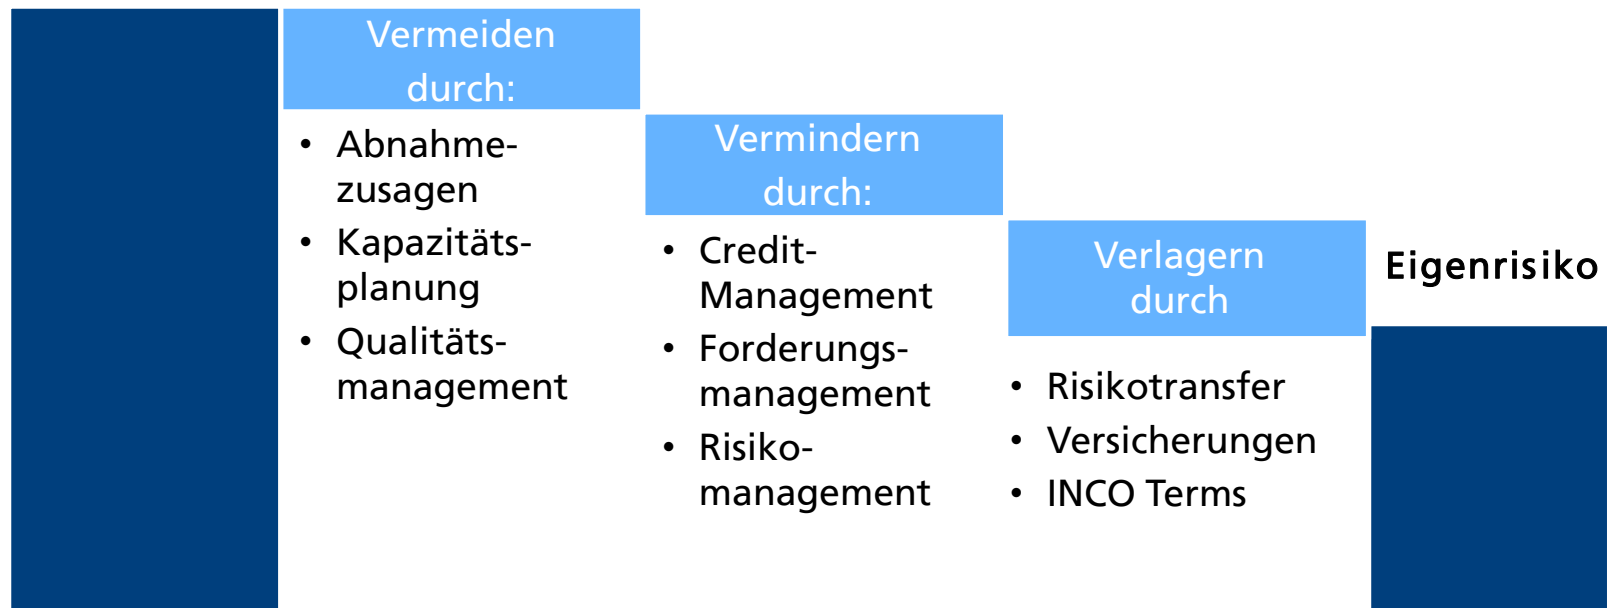 Vermeiden
durch:
• Abnahme-
zusagen
• Kapazitäts-
planung
• Qualitäts-
management
Vermindern
durch:
• Credit-
Management
• Forderungs-
management
• Risiko-
management
Verlagern
durch
• Risikotransfer
• Versicherungen
• INCO Terms
Eigenrisiko